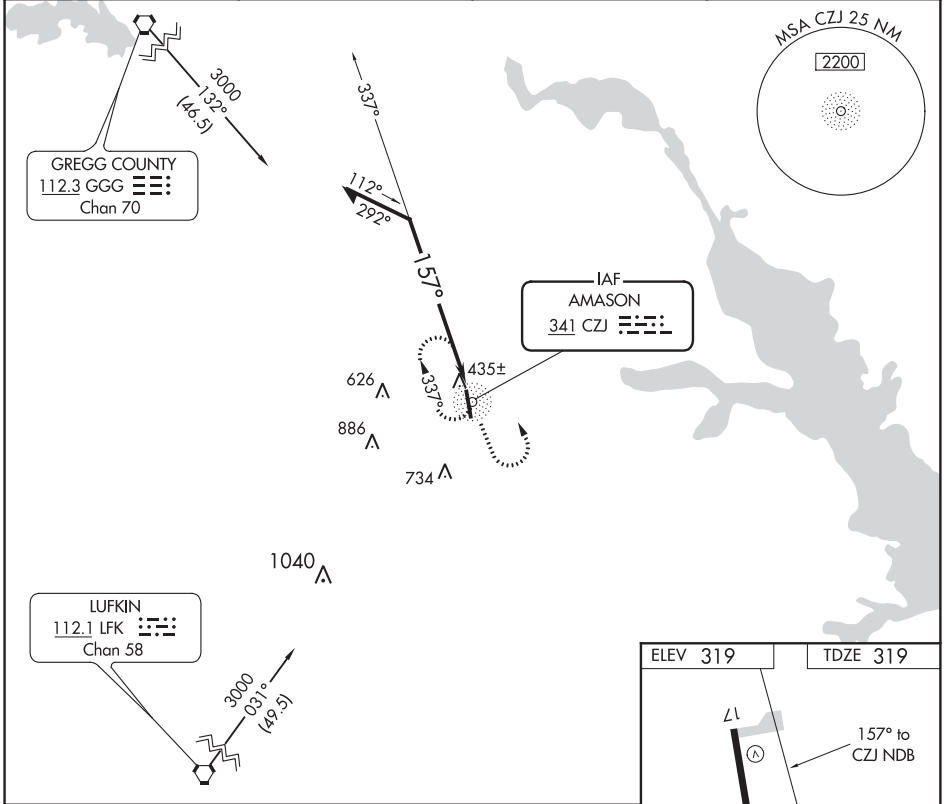 MSA CZJ 25 NM
2200
3000
132°
(46.5)
337°
GREGG COUNTY
112.3 GGG
Chan 70
112°
292°
157°
IAF
AMASON
341 CZJ
435±
337°
626
886
734
1040
LUFKIN
112.1 LFK
Chan 58
3000
031°
(49.5)
ELEV 319
TDZE 319
17
157° to
CZJ NDB